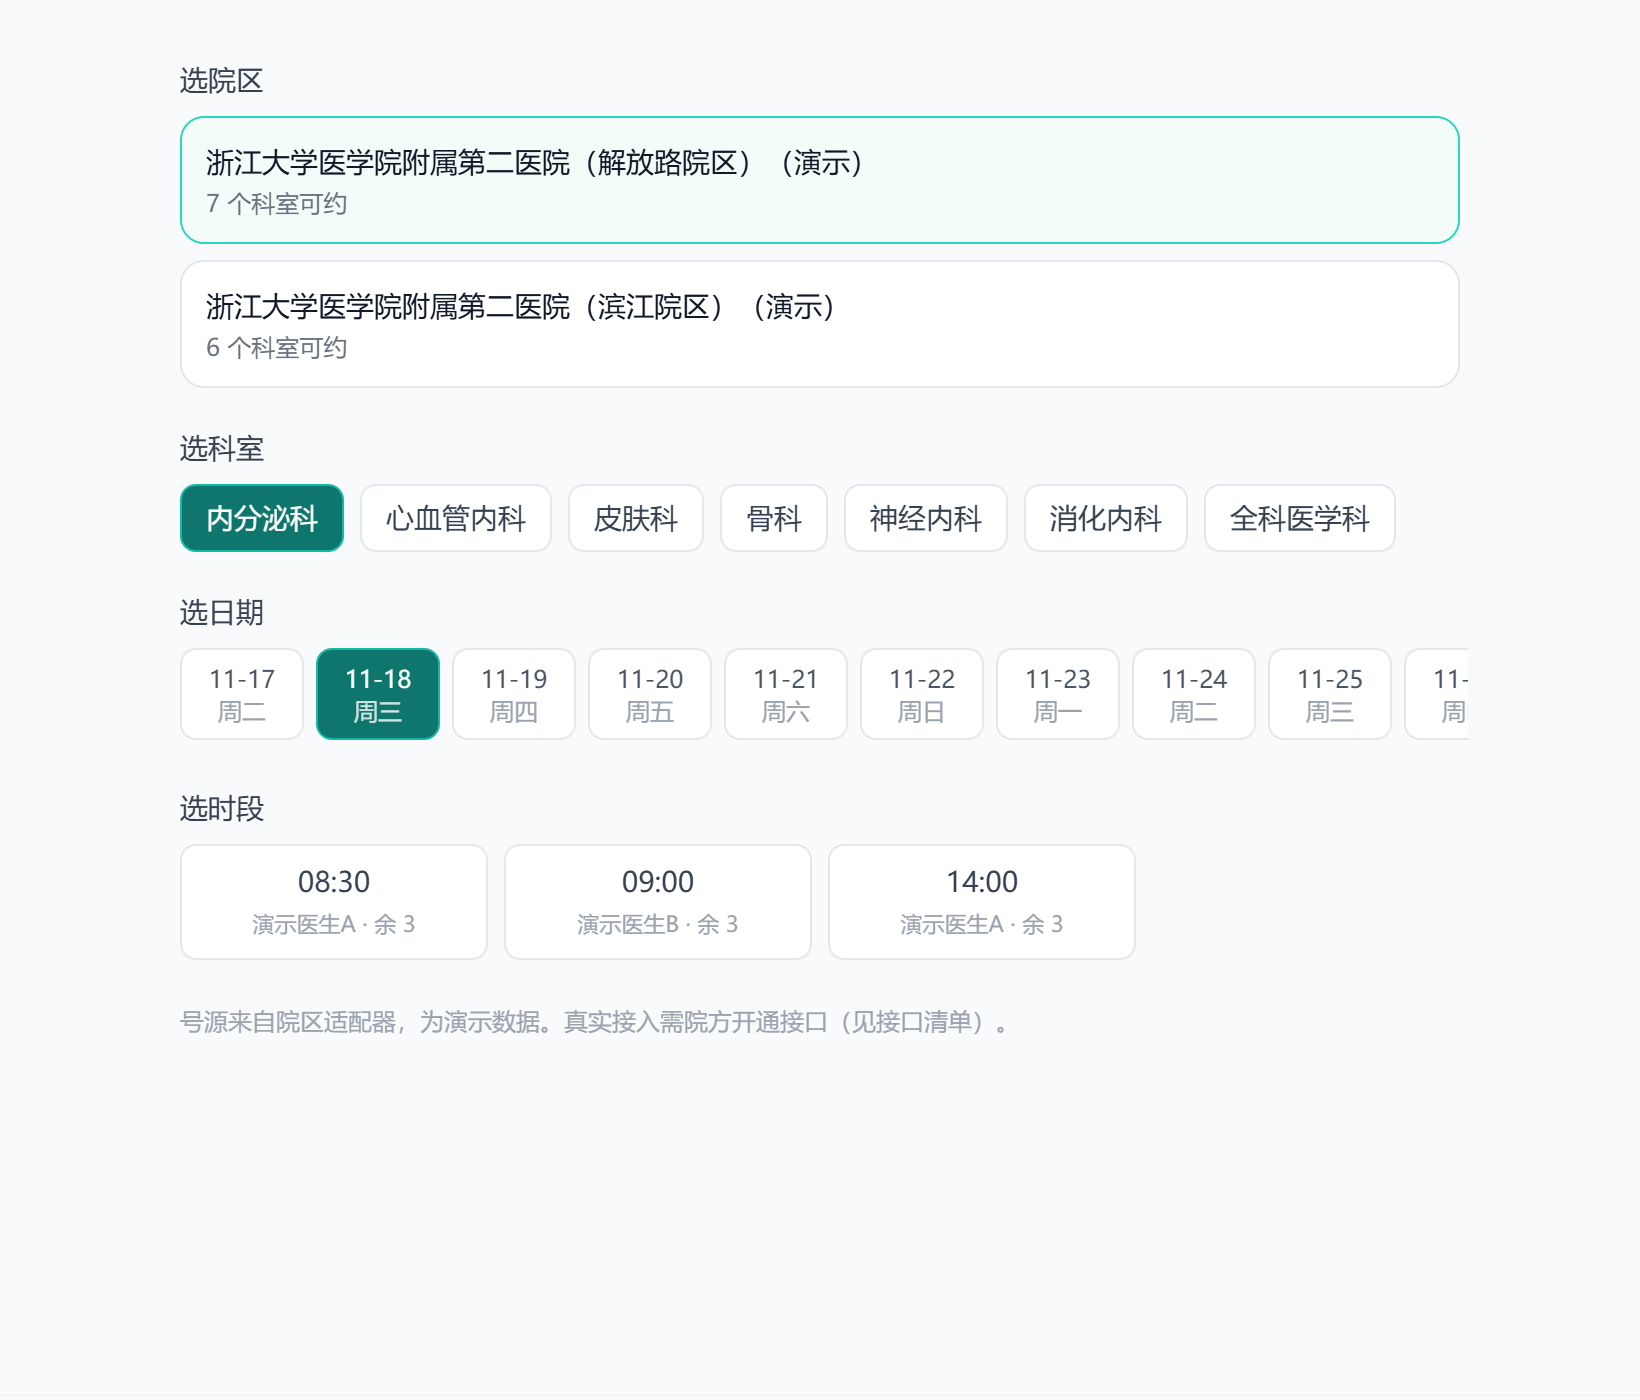 选院区
浙江大学医学院附属第二医院（解放路院区）（演示）
7 个科室可约
浙江大学医学院附属第二医院（滨江院区）（演示）
6 个科室可约
选科室
内分泌科 心血管内科 皮肤科 骨科 神经内科 消化内科 全科医学科
选日期
11-17 11-18 11-19 11-20 11-21 11-22 11-23 11-24 11-25 11-
周二 周三 周四 周五 周六 周日 周一 周二 周三 周
选时段
08:30 09:00 14:00
演示医生A · 余 3 演示医生B · 余 3 演示医生A · 余 3
号源来自院区适配器，为演示数据。真实接入需院方开通接口（见接口清单）。